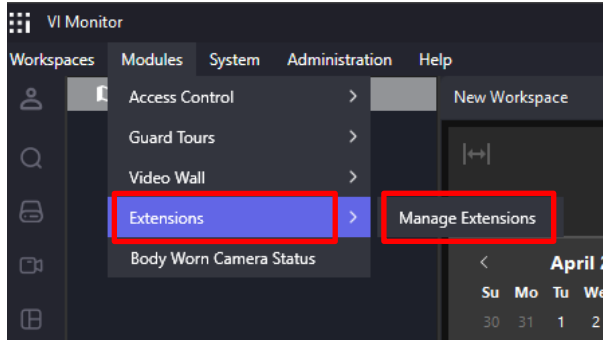 VI Monitor
Workspaces Modules System Administration Help
Access Control
New Workspace
Guard Tours
Video Wall
Extensions
Manage Extensions
Body Worn Camera Status
April
Su Mo Tu We
30 31 1 2